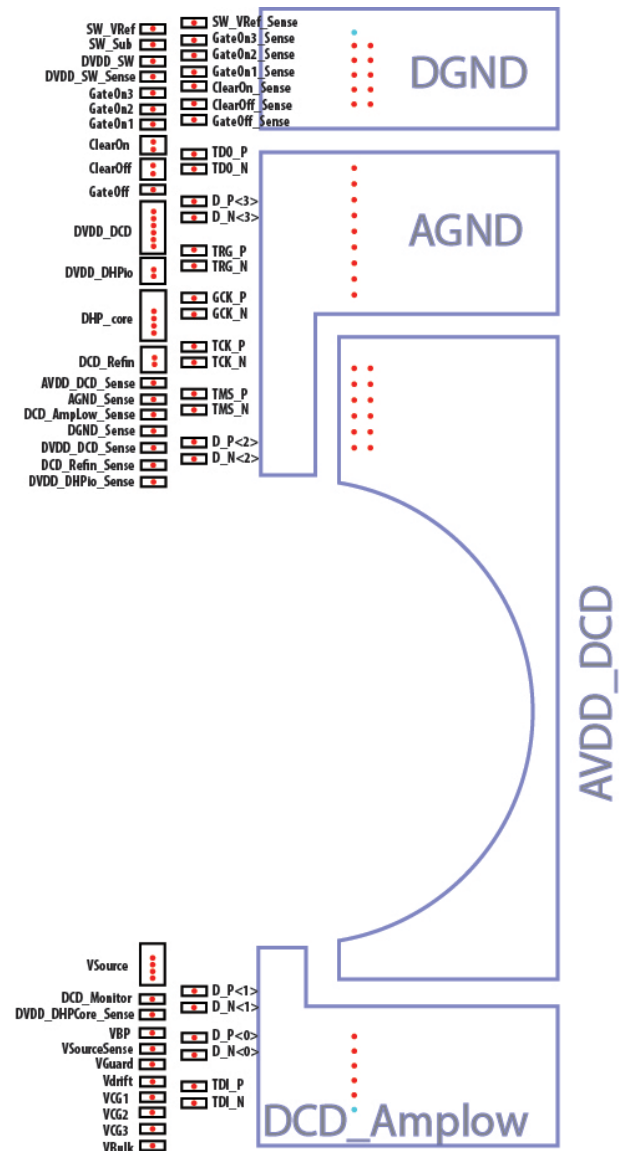 SW_VRef
SW_Sub
DVDD_SW
DVDD_SW_Sense
GateOn3
GateOn2
GateOn1
ClearOn
ClearOff
GateOff
DVDD_DCD
DVDD_DHPio
DHP_core
DCD_Refin
AVDD_DCD_Sense
AGND_Sense
DCD_AmpLow_Sense
DGND_Sense
DVDD_DCD_Sense
DCD_Refin_Sense
DVDD_DHPio_Sense
SW_VRef_Sense
GateOn3_Sense
GateOn2_Sense
GateOn1_Sense
ClearOn_Sense
ClearOff_Sense
GateOff_Sense
TDO_P
TDO_N
D_P<3>
D_N<3>
TRG_P
TRG_N
GCK_P
GCK_N
TCK_P
TCK_N
TMS_P
TMS_N
D_P<2>
D_N<2>
DGND
AGND
AVDD_DCD
VSource
DCD_Monitor
DVDD_DHPCore_Sense
VBP
VSourceSense
VGuard
Vdrift
VCG1
VCG2
VCG3
VBulk
D_P<1>
D_N<1>
D_P<0>
D_N<0>
TDI_P
TDI_N
DCD_Amplow